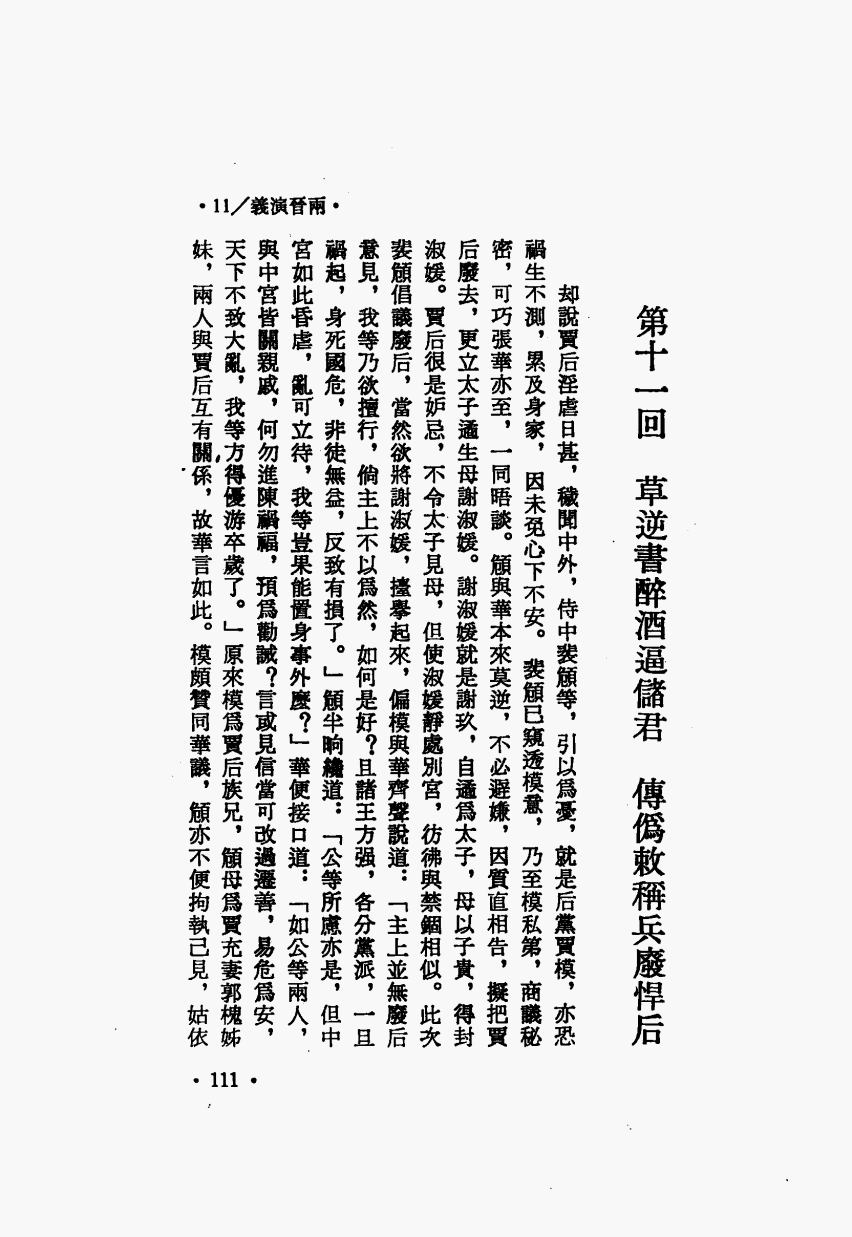 •11／義演晉兩•
第十一回　草逆書醉酒逼儲君　傳僞敕稱兵廢悍后
却說賈后淫虐日甚，穢聞中外，侍中裴頠等，引以爲憂，就是后黨賈模，亦恐
禍生不測，累及身家，因未免心下不安。裴頠已窺透模意，乃至模私第，商議秘
密，可巧張華亦至，一同晤談。頠與華本來莫逆，不必避嫌，因質直相告，擬把賈
后廢去，更立太子遹生母謝淑媛。謝淑媛就是謝玖，自遹爲太子，母以子貴，得封
淑媛。賈后很是妒忌，不令太子見母，但使淑媛靜處別宮，彷彿與禁錮相似。此次
裴頠倡議廢后，當然欲將謝淑媛，擡舉起來，偏模與華齊聲說道：「主上並無廢后
意見，我等乃欲擅行，倘主上不以爲然，如何是好？且諸王方强，各分黨派，一旦
禍起，身死國危，非徒無益，反致有損了。」頠半晌纔道：「公等所慮亦是，但中
宮如此昏虐，亂可立待，我等豈果能置身事外麼？」華便接口道：「如公等兩人，
與中宮皆關親戚，何勿進陳禍福，預爲勸誡？言或見信當可改過遷善，易危爲安，
天下不致大亂，我等方得優游卒歲了。」原來模爲賈后族兄，頠母爲賈充妻郭槐姊
妹，兩人與賈后互有關係，故華言如此。模頗贊同華議，頠亦不便拘執己見，姑依
•111•